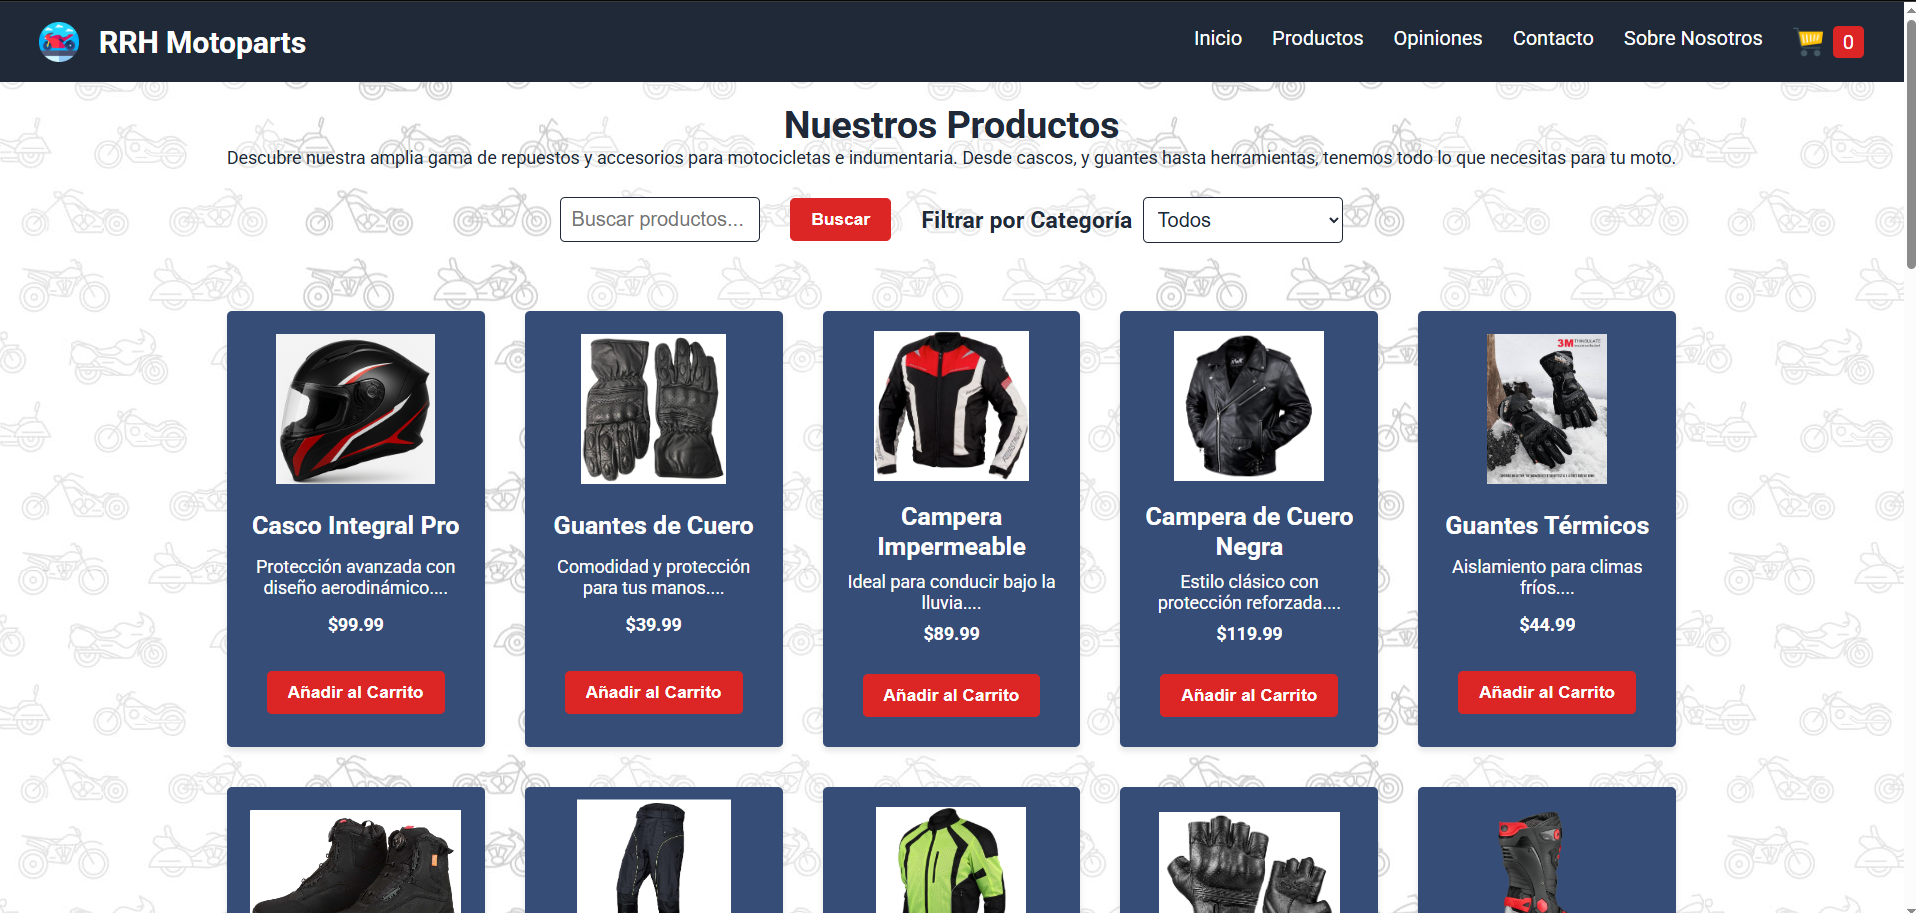 RRH Motoparts
Inicio
Productos
Opiniones
Contacto
Sobre Nosotros
0
Nuestros Productos
Descubre nuestra amplia gama de repuestos y accesorios para motocicletas e indumentaria. Desde cascos, y guantes hasta herramientas, tenemos todo lo que necesitas para tu moto.
Buscar productos...
Buscar
Filtrar por Categoría
Todos
Casco Integral Pro
Protección avanzada con
diseño aerodinámico....
$99.99
Añadir al Carrito
Guantes de Cuero
Comodidad y protección
para tus manos....
$39.99
Añadir al Carrito
Campera
Impermeable
Ideal para conducir bajo la
lluvia....
$89.99
Añadir al Carrito
Campera de Cuero
Negra
Estilo clásico con
protección reforzada....
$119.99
Añadir al Carrito
3M THINSULATE
Guantes Térmicos
Aislamiento para climas
fríos....
$44.99
Añadir al Carrito